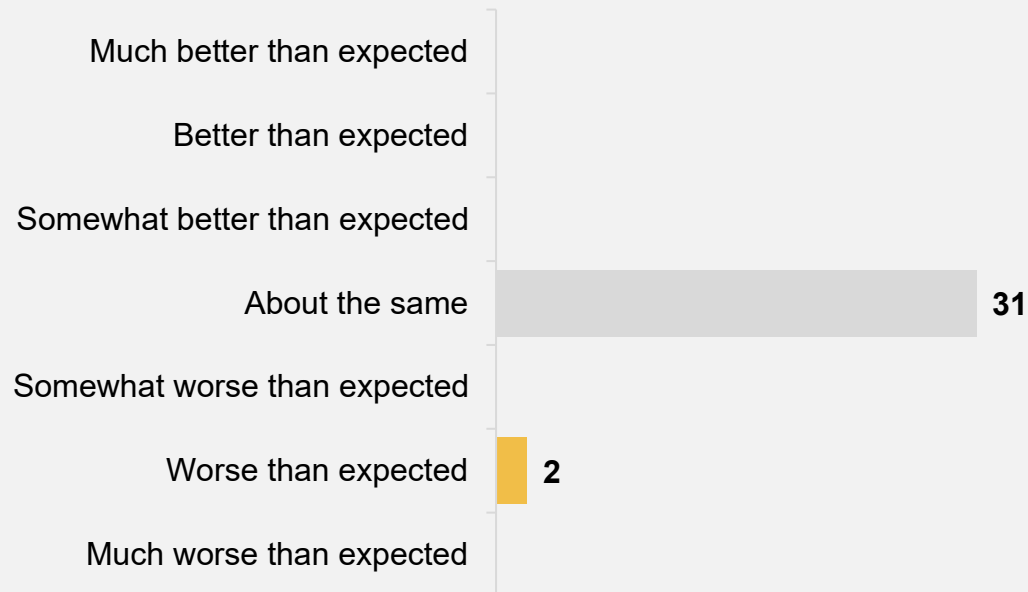 Much better than expected
Better than expected
Somewhat better than expected
About the same
31
Somewhat worse than expected
Worse than expected
2
Much worse than expected